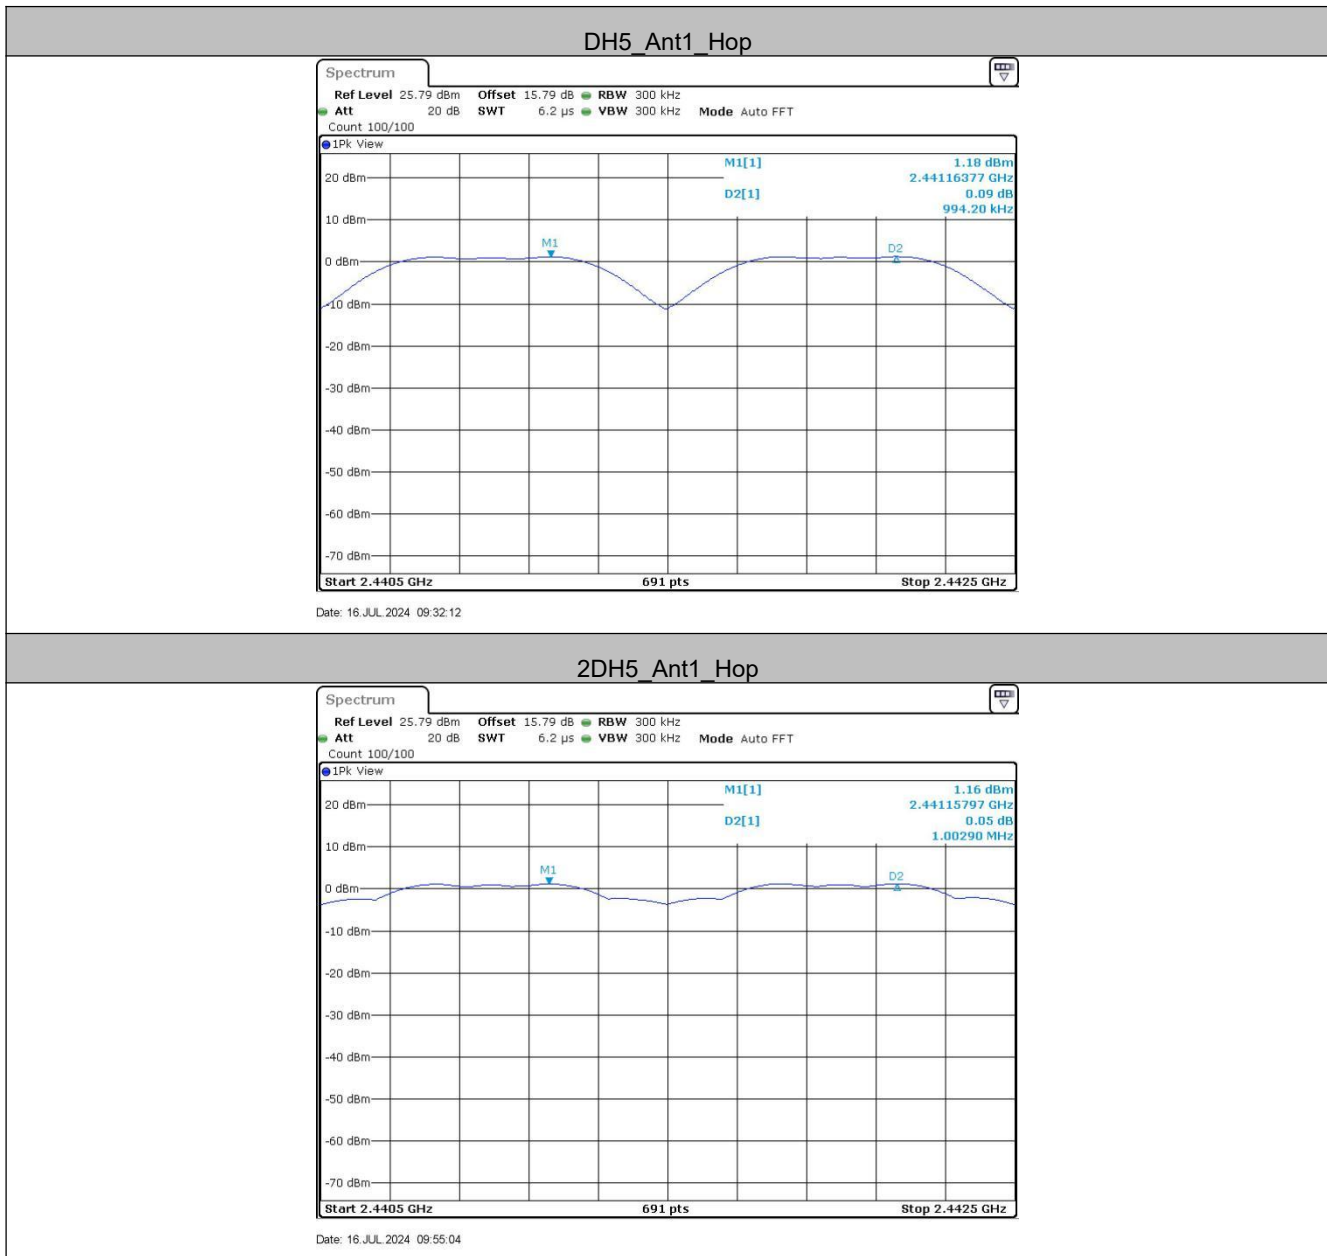 DH5_Ant1_Hop
Spectrum
Ref Level 25.79 dBm Offset 15.79 dB RBW 300 kHz
Att 20 dB SWT 6.2 µs VBW 300 kHz Mode Auto FFT
Count 100/100
1Pk View
M1[1] 1.18 dBm
2.44116377 GHz
D2[1] 0.09 dB
994.20 kHz
20 dBm
10 dBm
M1
D2
0 dBm
-10 dBm
-20 dBm
-30 dBm
-40 dBm
-50 dBm
-60 dBm
-70 dBm
Start 2.4405 GHz 691 pts Stop 2.4425 GHz
Date: 16.JUL.2024 09:32:12
2DH5_Ant1_Hop
Spectrum
Ref Level 25.79 dBm Offset 15.79 dB RBW 300 kHz
Att 20 dB SWT 6.2 µs VBW 300 kHz Mode Auto FFT
Count 100/100
1Pk View
M1[1] 1.16 dBm
2.44115797 GHz
D2[1] 0.05 dB
1.00290 MHz
20 dBm
10 dBm
M1
D2
0 dBm
-10 dBm
-20 dBm
-30 dBm
-40 dBm
-50 dBm
-60 dBm
-70 dBm
Start 2.4405 GHz 691 pts Stop 2.4425 GHz
Date: 16.JUL.2024 09:55:04